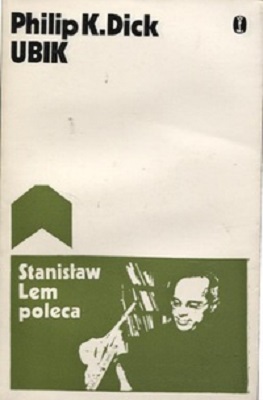 Philip K. Dick
UBIK
Stanisław
Lem
poleca